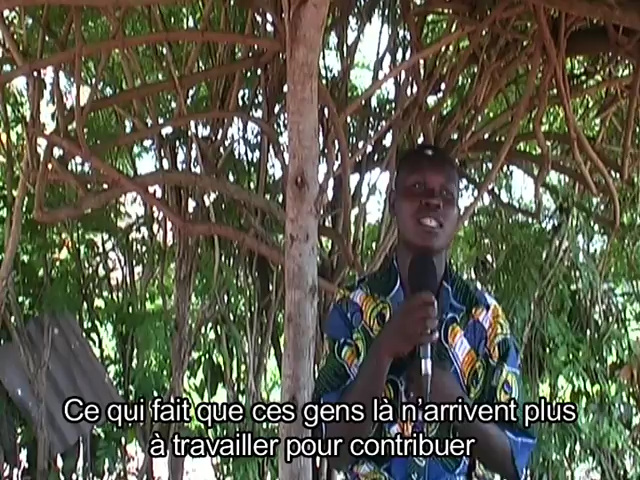 Ce qui fait que ces gens là n'arrivent plus
à travailler pour contribuer